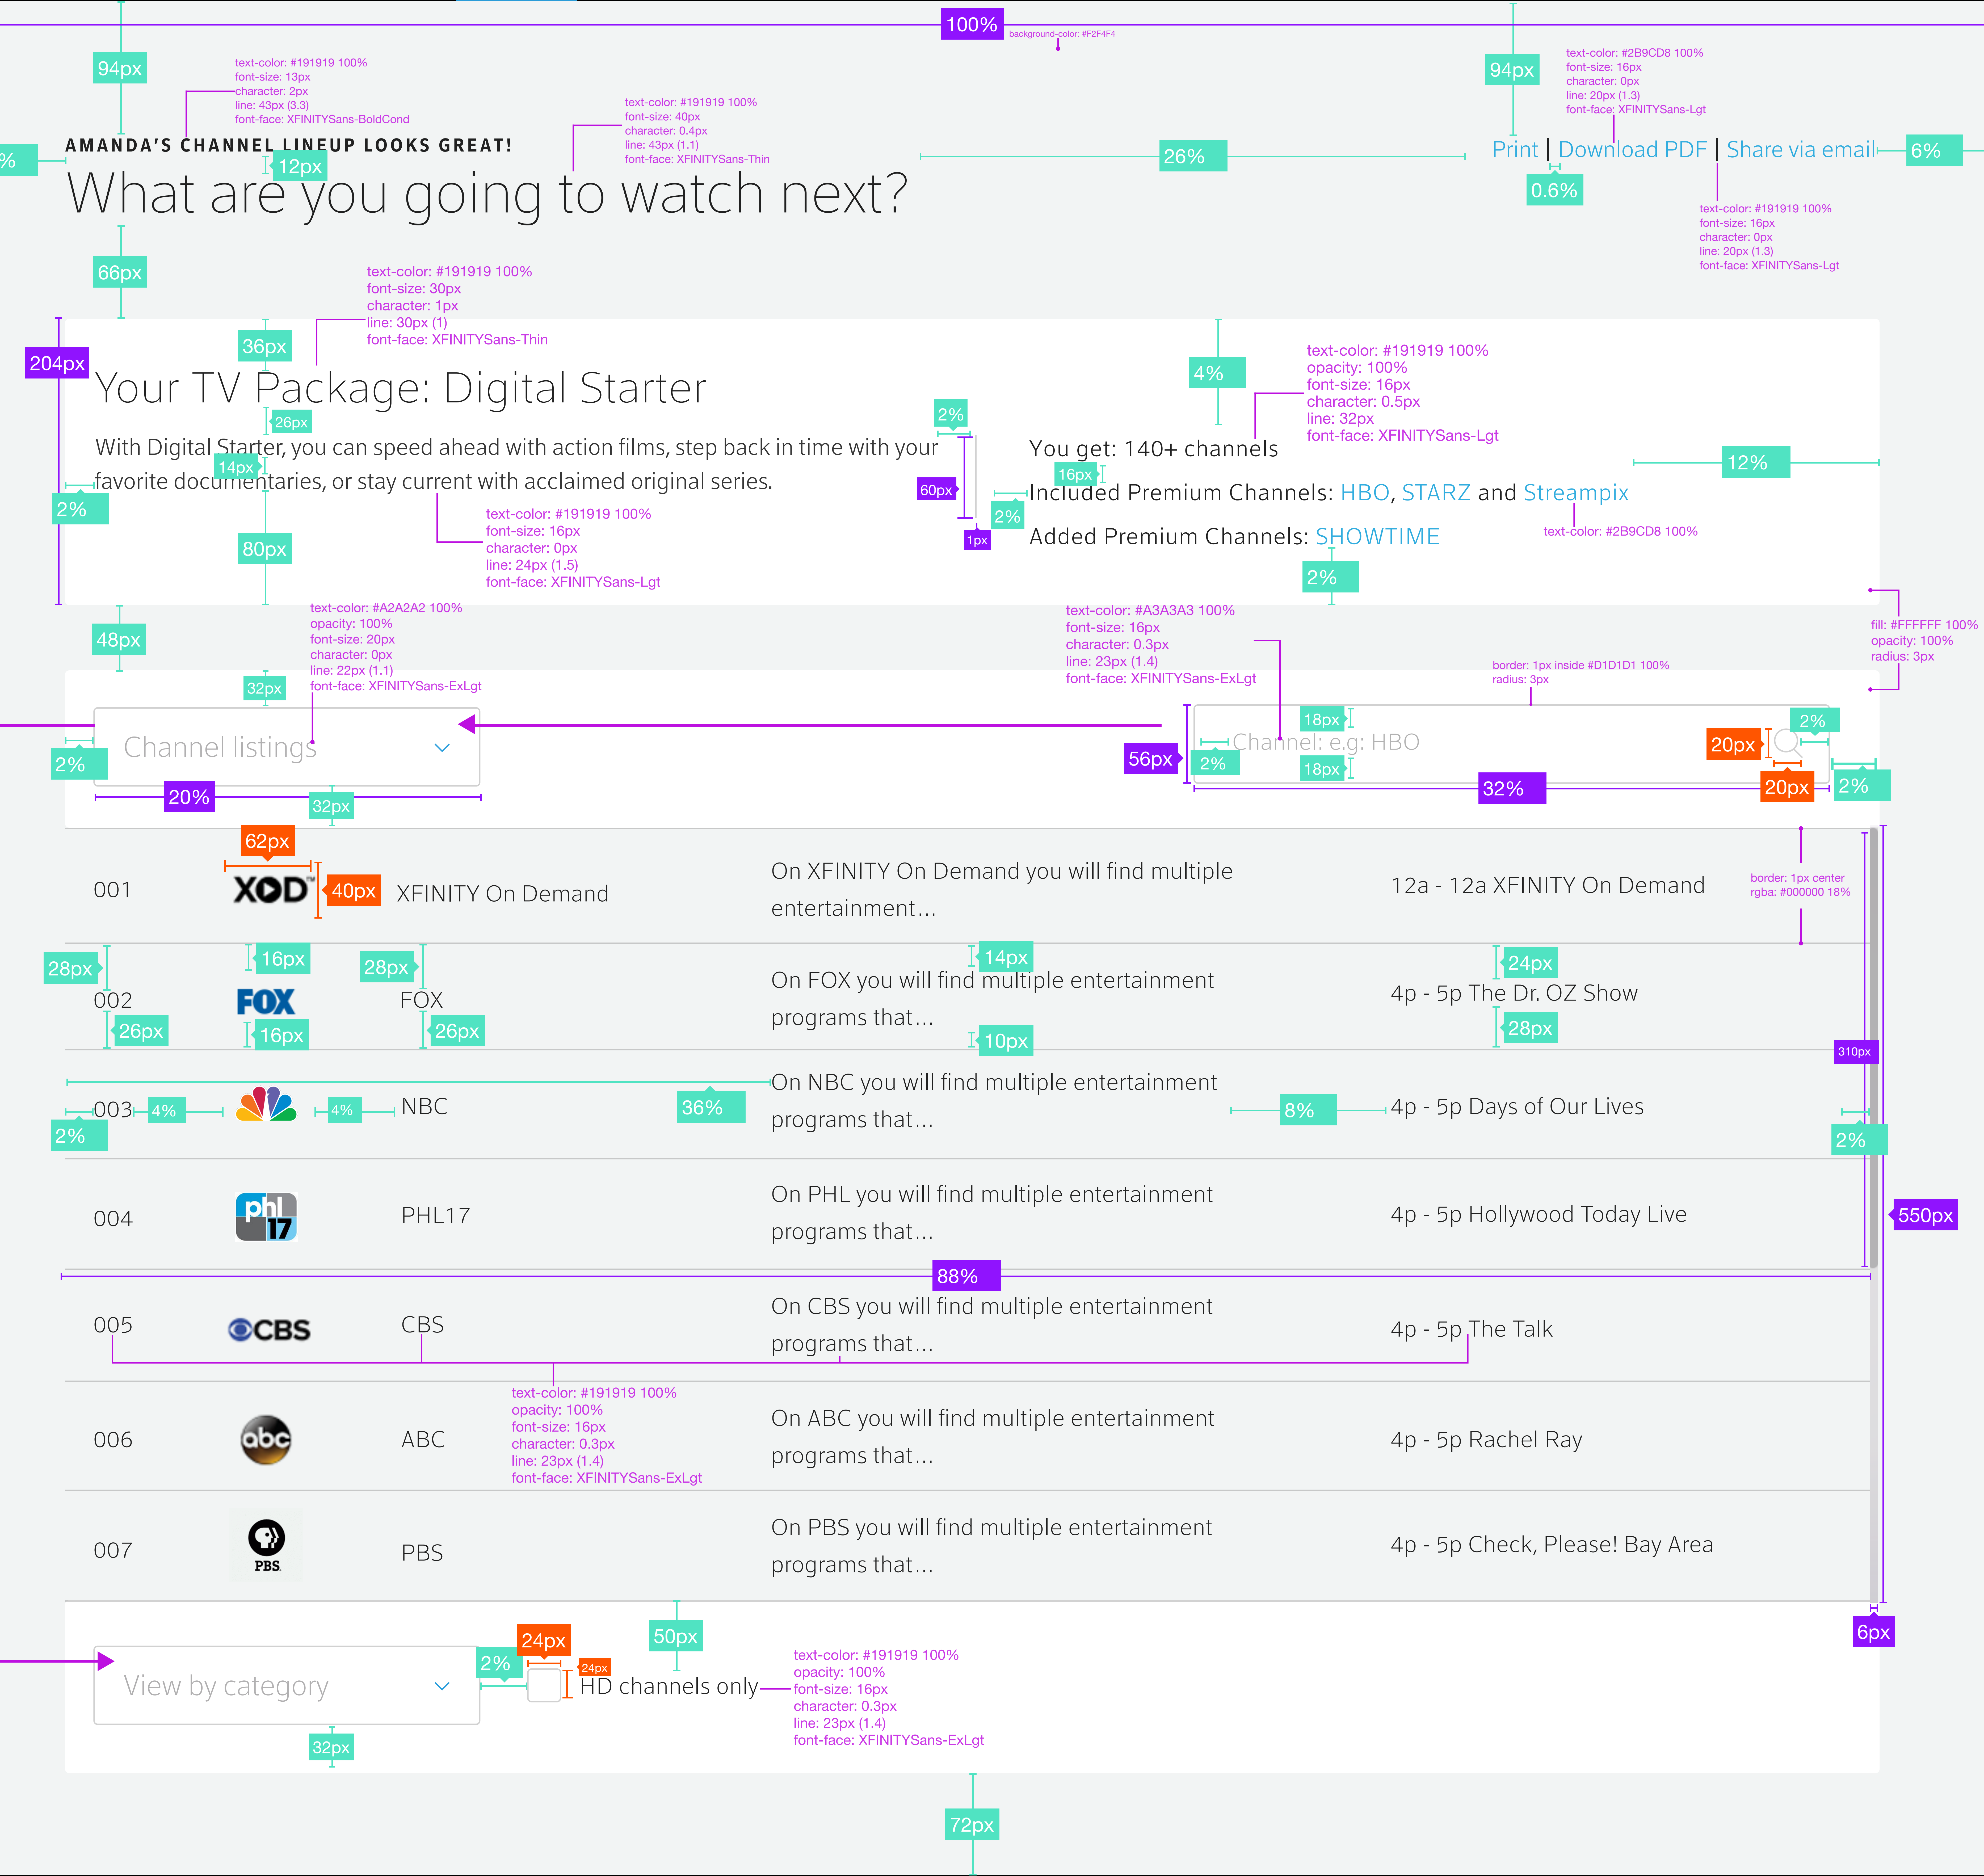 100%
background-color: #F2F4F4
94px
text-color: #191919 100%
font-size: 13px
character: 2px
line: 43px (3.3)
font-face: XFINITYSans-BoldCond
text-color: #191919 100%
font-size: 40px
character: 0.4px
line: 43px (1.1)
font-face: XFINITYSans-Thin
94px
text-color: #2B9CD8 100%
font-size: 16px
character: 0px
line: 20px (1.3)
font-face: XFINITYSans-Lgt
AMANDA'S CHANNEL LINEUP LOOKS GREAT!
%
12px
26%
Print | Download PDF | Share via email
6%
0.6%
What are you going to watch next?
text-color: #191919 100%
font-size: 16px
character: 0px
line: 20px (1.3)
font-face: XFINITYSans-Lgt
66px
text-color: #191919 100%
font-size: 30px
character: 1px
line: 30px (1)
font-face: XFINITYSans-Thin
204px
36px
4%
text-color: #191919 100%
opacity: 100%
font-size: 16px
character: 0.5px
line: 32px
font-face: XFINITYSans-Lgt
Your TV Package: Digital Starter
26px
2%
With Digital Starter, you can speed ahead with action films, step back in time with your
14px
favorite documentaries, or stay current with acclaimed original series.
2%
80px
60px
1px
2%
You get: 140+ channels
16px
12%
Included Premium Channels: HBO, STARZ and Streampix
Added Premium Channels: SHOWTIME
text-color: #2B9CD8 100%
2%
text-color: #191919 100%
font-size: 16px
character: 0px
line: 24px (1.5)
font-face: XFINITYSans-Lgt
48px
text-color: #A2A2A2 100%
opacity: 100%
font-size: 20px
character: 0px
line: 22px (1.1)
font-face: XFINITYSans-ExLgt
text-color: #A3A3A3 100%
font-size: 16px
character: 0.3px
line: 23px (1.4)
font-face: XFINITYSans-ExLgt
border: 1px inside #D1D1D1 100%
radius: 3px
fill: #FFFFFF 100%
opacity: 100%
radius: 3px
32px
Channel listings
2%
20%
32px
56px
18px
Channel: e.g: HBO
2%
18px
32%
20px
20px
2%
2%
62px
001
XOD™
40px
XFINITY On Demand
On XFINITY On Demand you will find multiple
entertainment...
12a - 12a XFINITY On Demand
border: 1px center
rgba: #000000 18%
28px
16px
28px
14px
24px
002
FOX
FOX
On FOX you will find multiple entertainment
programs that...
4p - 5p The Dr. OZ Show
26px
16px
26px
10px
28px
310px
003
4%
4%
NBC
36%
On NBC you will find multiple entertainment
programs that...
8%
4p - 5p Days of Our Lives
2%
2%
004
phl
17
PHL17
On PHL you will find multiple entertainment
programs that...
4p - 5p Hollywood Today Live
550px
88%
005
CBS
CBS
On CBS you will find multiple entertainment
programs that...
4p - 5p The Talk
text-color: #191919 100%
opacity: 100%
font-size: 16px
character: 0.3px
line: 23px (1.4)
font-face: XFINITYSans-ExLgt
006
abc
ABC
On ABC you will find multiple entertainment
programs that...
4p - 5p Rachel Ray
007
PBS.
PBS
On PBS you will find multiple entertainment
programs that...
4p - 5p Check, Please! Bay Area
6px
50px
24px
2%
24px
View by category
HD channels only
text-color: #191919 100%
opacity: 100%
font-size: 16px
character: 0.3px
line: 23px (1.4)
font-face: XFINITYSans-ExLgt
32px
72px